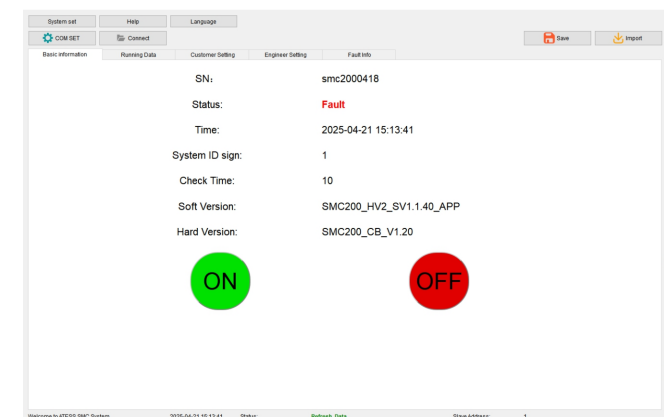 System set Help Language
COM SET Connect Save Import
Basic information Running Data Customer Setting Engineer Setting Fault Info
SN: smc2000418
Status: Fault
Time: 2025-04-21 15:13:41
System ID sign: 1
Check Time: 10
Soft Version: SMC200_HV2_SV1.1.40_APP
Hard Version: SMC200_CB_V1.20
ON OFF
Welcome to ATESS SMC System 2025-04-21 15:13:41 Status: Refresh Data Slave Address: 1